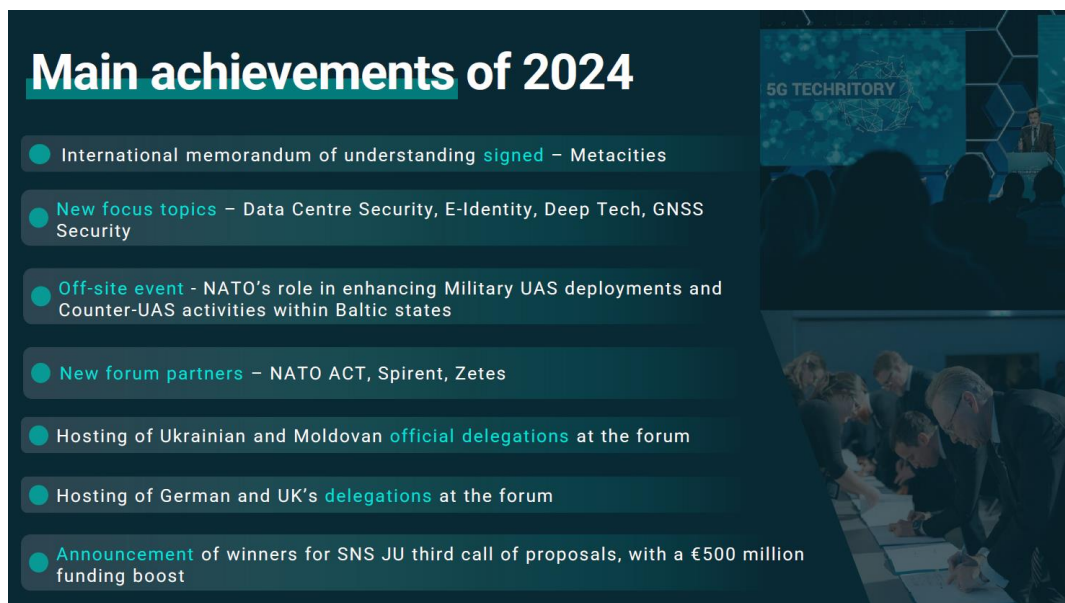 Main achievements of 2024
5G TECHRITORY
International memorandum of understanding signed – Metacities
New focus topics – Data Centre Security, E-Identity, Deep Tech, GNSS
Security
Off-site event - NATO’s role in enhancing Military UAS deployments and
Counter-UAS activities within Baltic states
New forum partners – NATO ACT, Spirent, Zetes
Hosting of Ukrainian and Moldovan official delegations at the forum
Hosting of German and UK’s delegations at the forum
Announcement of winners for SNS JU third call of proposals, with a €500 million
funding boost